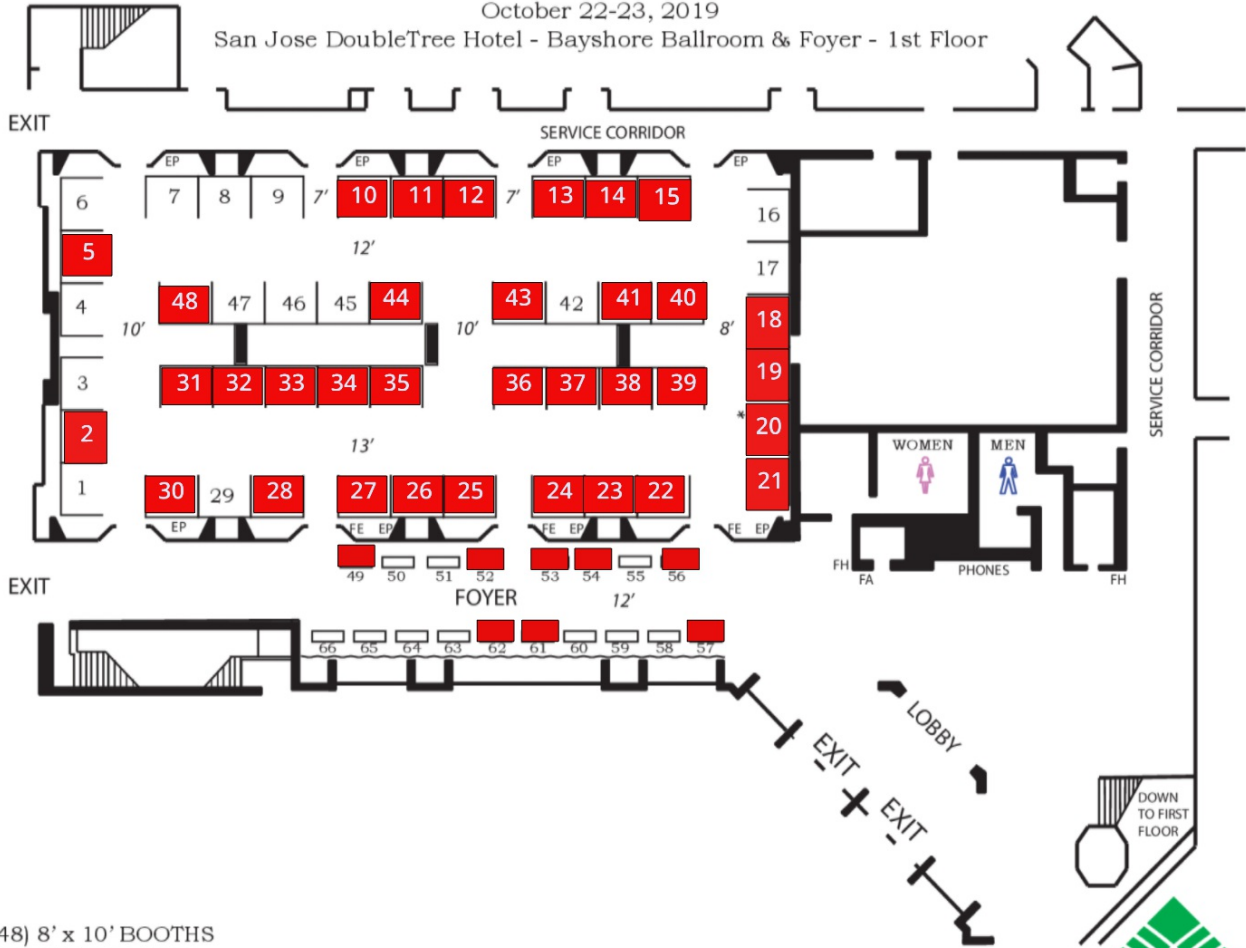 October 22-23, 2019
San Jose DoubleTree Hotel - Bayshore Ballroom & Foyer - 1st Floor
EXIT
SERVICE CORRIDOR
EP EP EP EP
6 7 8 9 7' 10 11 12 7' 13 14 15 16
5 12' 17
4 10' 48 47 46 45 44 10' 43 42 41 40 8' 18
SERVICE CORRIDOR
3 31 32 33 34 35 36 37 38 39 19
2 13' * 20
WOMEN MEN
1 30 29 28 27 26 25 24 23 22 21
EP FE EP FE EP FE EP
49 50 51 52 53 54 55 56
FH FA PHONES FH
EXIT
FOYER 12'
66 65 64 63 62 61 60 59 58 57
LOBBY
EXIT
EXIT
DOWN
TO FIRST
FLOOR
48) 8' x 10' BOOTHS